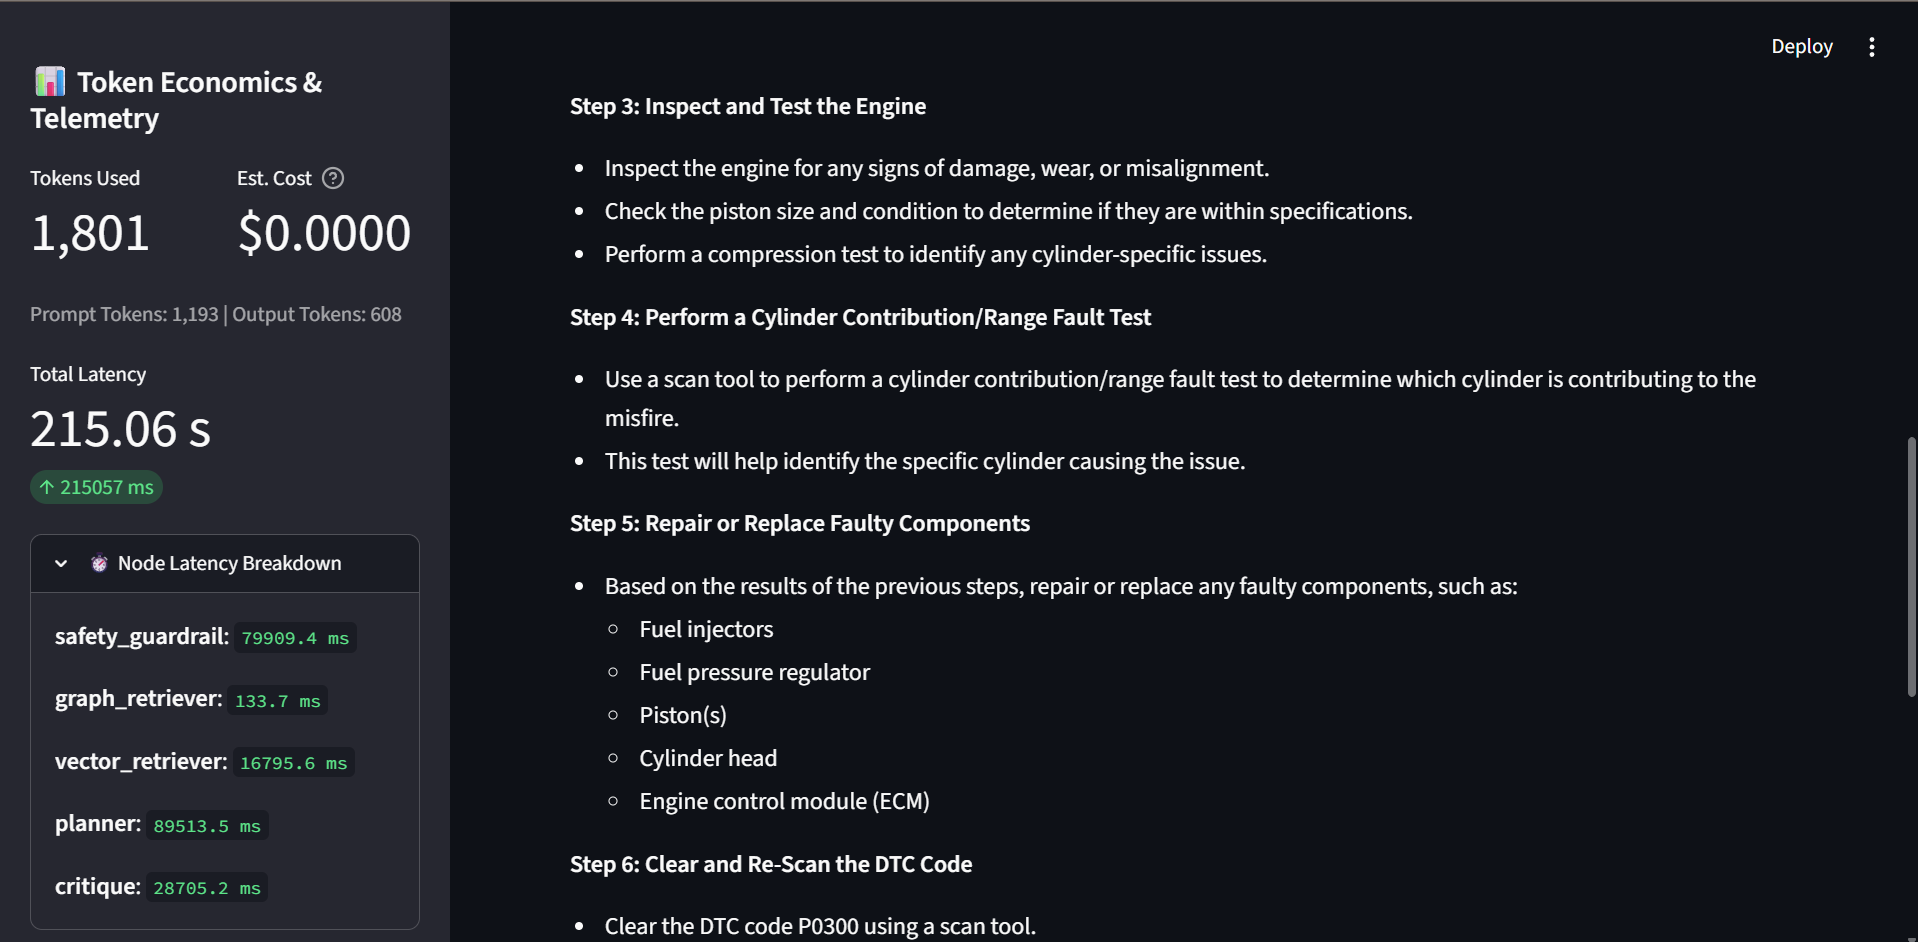 Deploy
Token Economics &
Telemetry
Tokens Used
1,801
Est. Cost
$0.0000
Prompt Tokens: 1,193 | Output Tokens: 608
Total Latency
215.06 s
↑ 215057 ms
Node Latency Breakdown
safety_guardrail: 79909.4 ms
graph_retriever: 133.7 ms
vector_retriever: 16795.6 ms
planner: 89513.5 ms
critique: 28705.2 ms
Step 3: Inspect and Test the Engine
• Inspect the engine for any signs of damage, wear, or misalignment.
• Check the piston size and condition to determine if they are within specifications.
• Perform a compression test to identify any cylinder-specific issues.
Step 4: Perform a Cylinder Contribution/Range Fault Test
• Use a scan tool to perform a cylinder contribution/range fault test to determine which cylinder is contributing to the
misfire.
• This test will help identify the specific cylinder causing the issue.
Step 5: Repair or Replace Faulty Components
• Based on the results of the previous steps, repair or replace any faulty components, such as:
○ Fuel injectors
○ Fuel pressure regulator
○ Piston(s)
○ Cylinder head
○ Engine control module (ECM)
Step 6: Clear and Re-Scan the DTC Code
• Clear the DTC code P0300 using a scan tool.